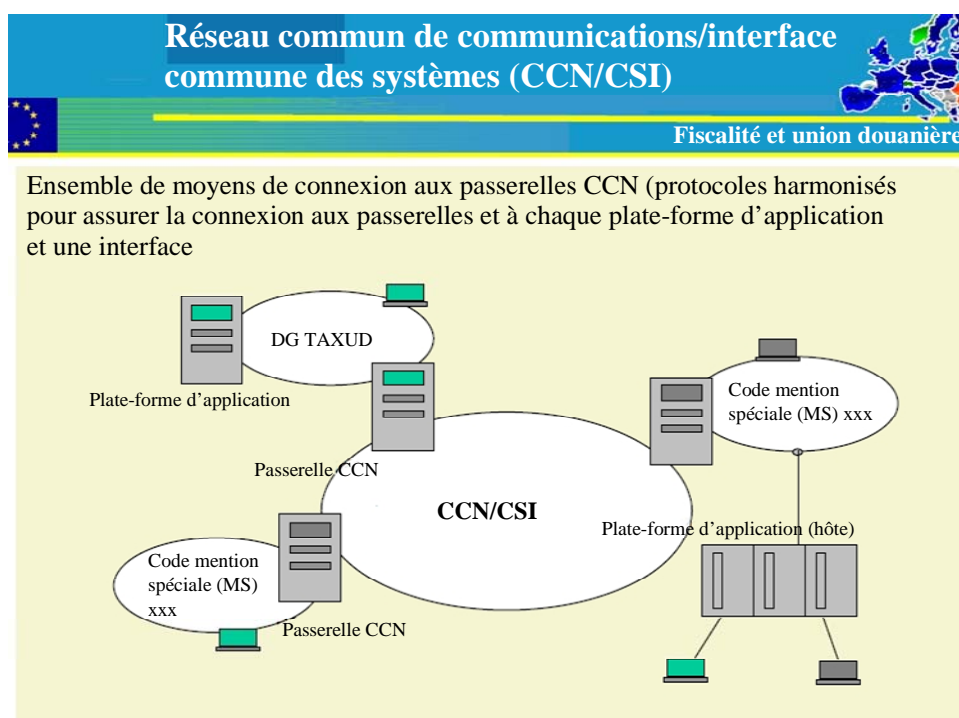 Réseau commun de communications/interface
commune des systèmes (CCN/CSI)
Fiscalité et union douanière
Ensemble de moyens de connexion aux passerelles CCN (protocoles harmonisés
pour assurer la connexion aux passerelles et à chaque plate-forme d’application
et une interface
DG TAXUD
Plate-forme d’application
Code mention
spéciale (MS) xxx
Passerelle CCN
CCN/CSI
Plate-forme d’application (hôte)
Code mention
spéciale (MS)
xxx
Passerelle CCN